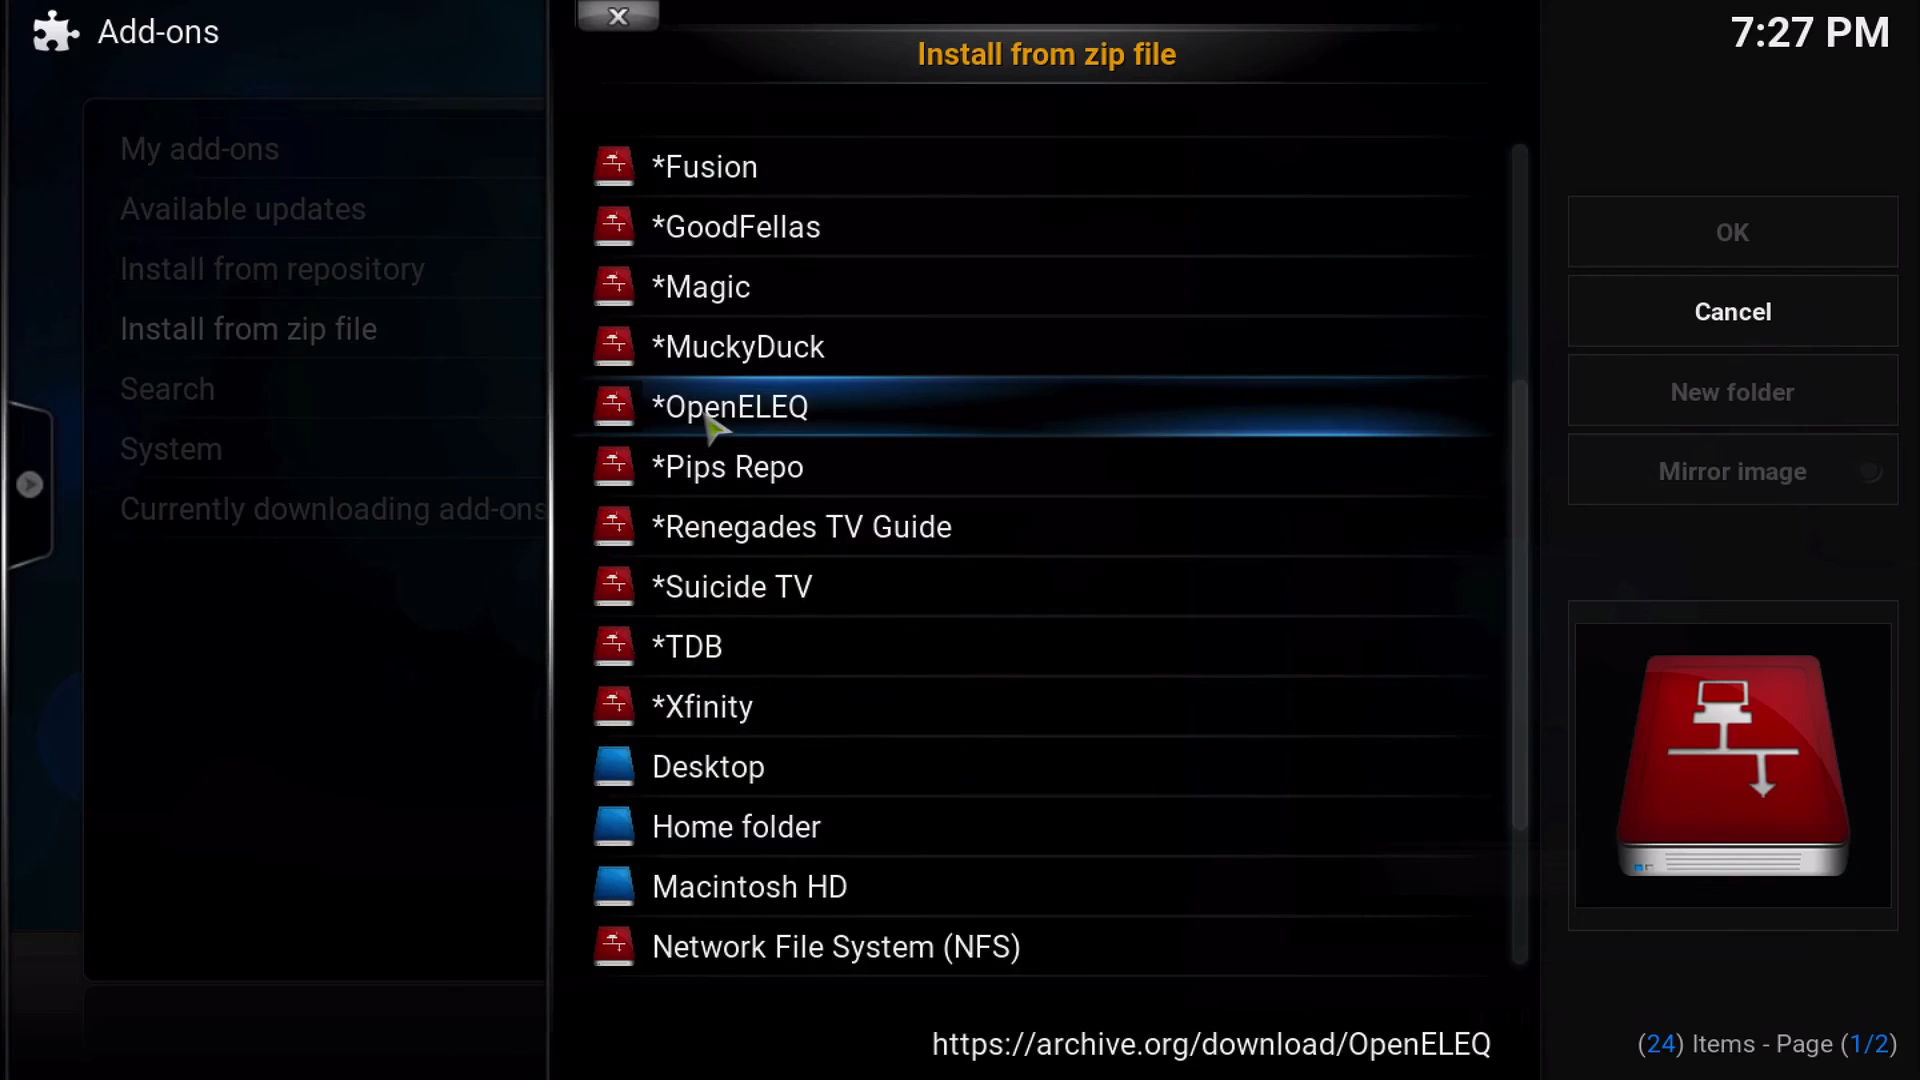 Add-ons
My add-ons
Available updates
Install from repository
Install from zip file
Search
System
Currently downloading add-ons
X
Install from zip file
*Fusion
*GoodFellas
*Magic
*MuckyDuck
*OpenELEQ
*Pips Repo
*Renegades TV Guide
*Suicide TV
*TDB
*Xfinity
Desktop
Home folder
Macintosh HD
Network File System (NFS)
https://archive.org/download/OpenELEQ
7:27 PM
OK
Cancel
New folder
Mirror image
(24) Items - Page (1/2)